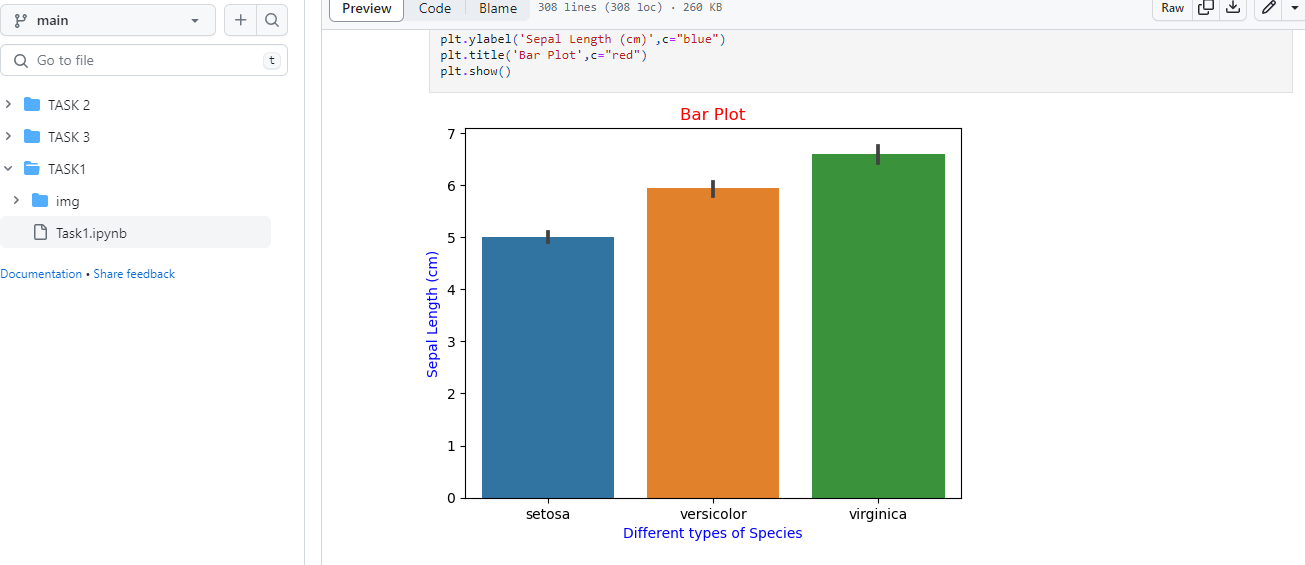 main
Go to file
t
TASK 2
TASK 3
TASK1
img
Task1.ipynb
Documentation • Share feedback
Preview Code Blame 308 lines (308 loc) · 260 KB Raw
plt.ylabel('Sepal Length (cm)',c="blue")
plt.title('Bar Plot',c="red")
plt.show()
Bar Plot
7
6
5
4
3
2
1
0
Sepal Length (cm)
setosa versicolor virginica
Different types of Species